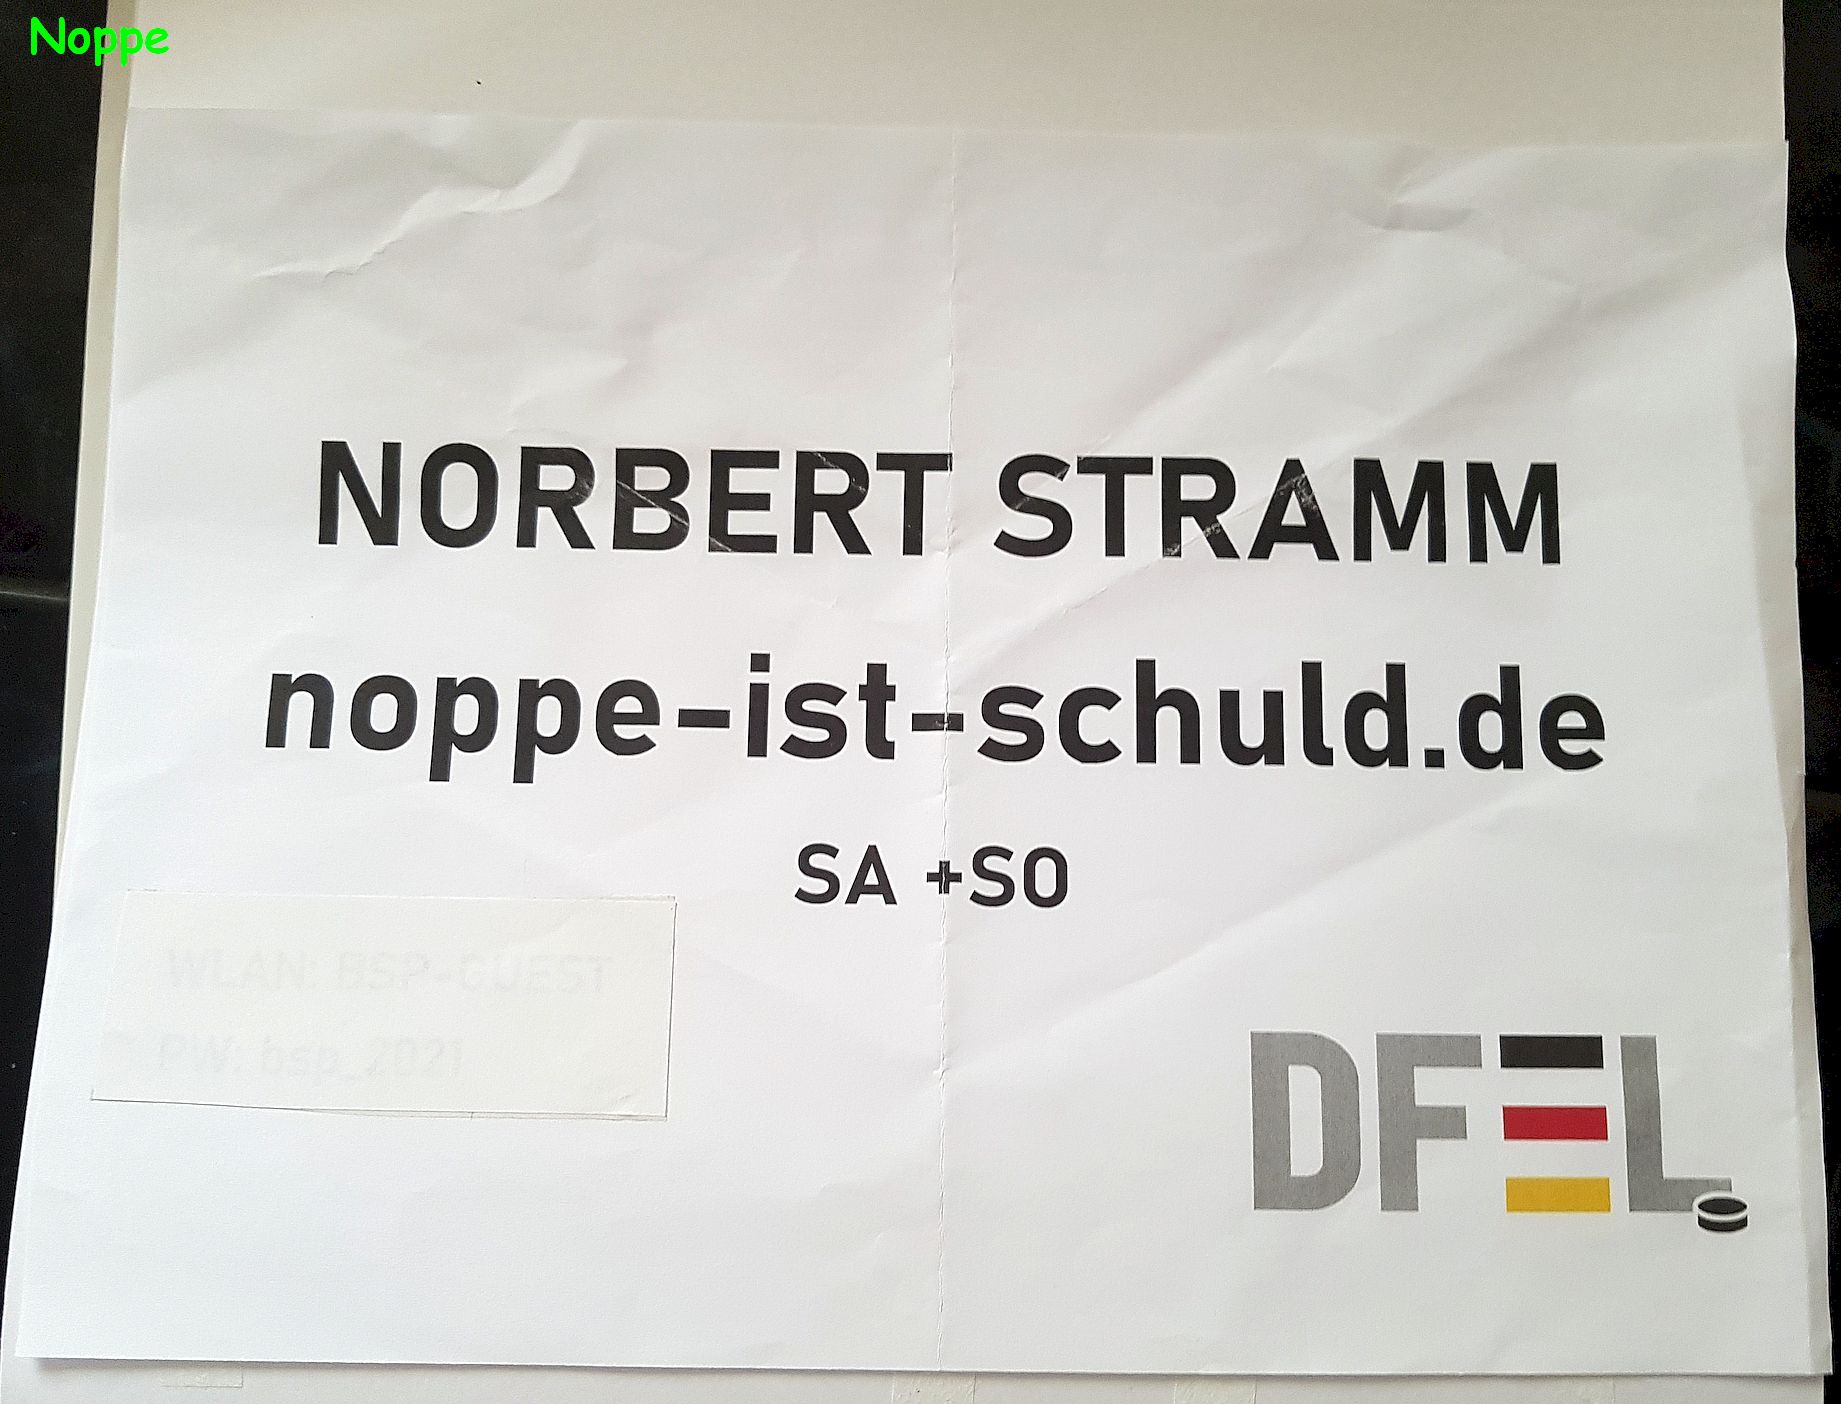 Noppe
NORBERT STRAMM
noppe-ist-schuld.de
SA +SO
WLAN: BSP-GUEST
PW: bsp_2021
DFEL